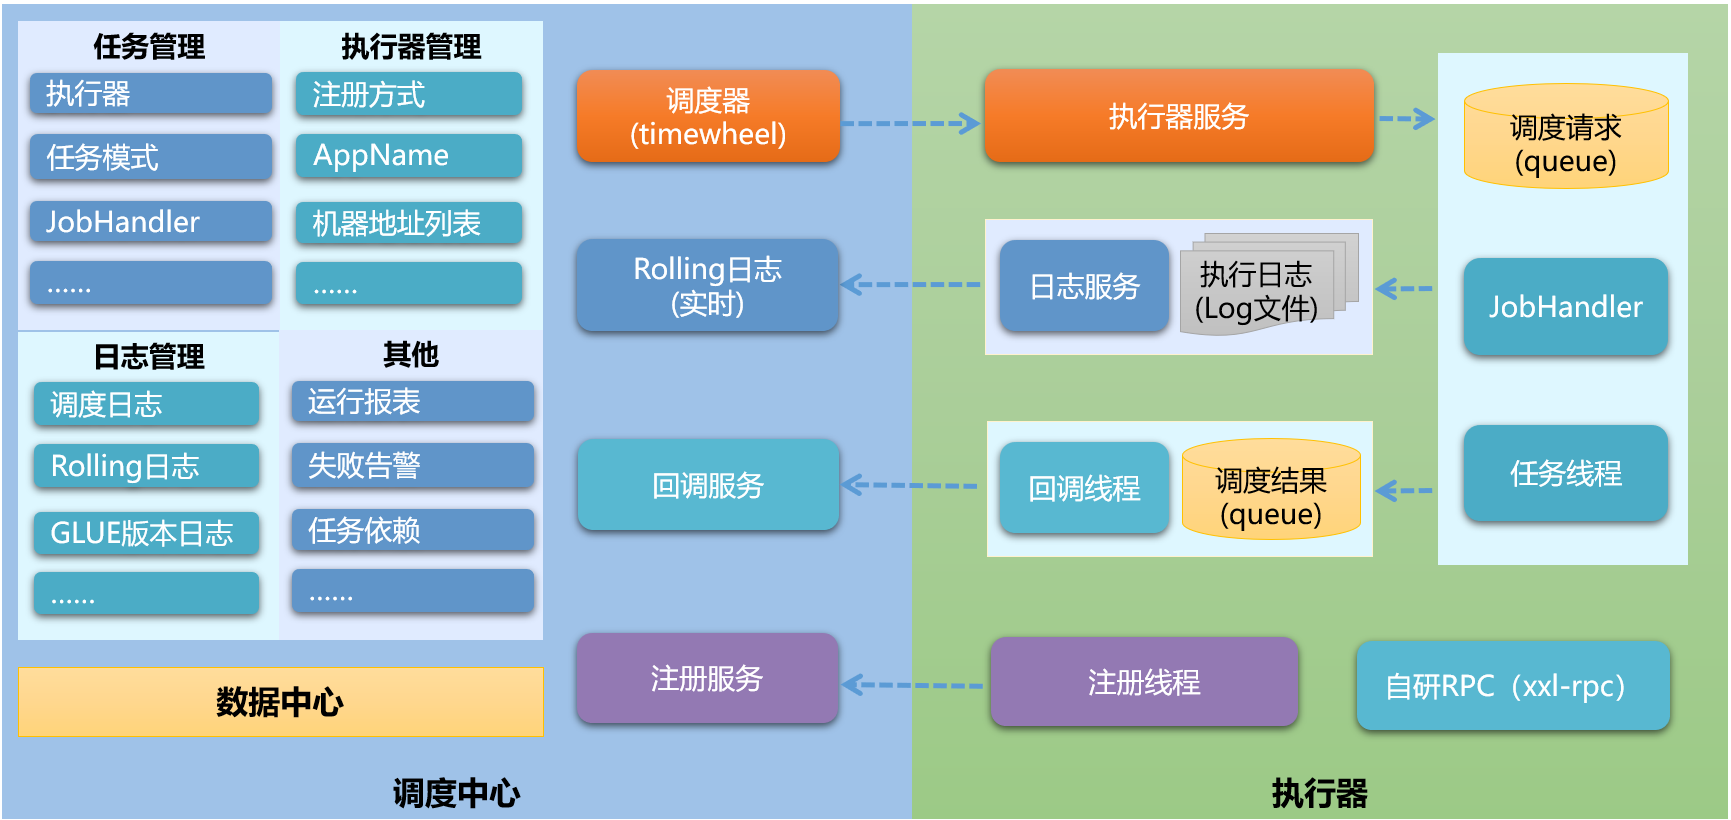 任务管理
执行器
任务模式
JobHandler
......
执行器管理
注册方式
AppName
机器地址列表
......
日志管理
调度日志
Rolling日志
GLUE版本日志
......
其他
运行报表
失败告警
任务依赖
......
数据中心
调度器
(timewheel)
Rolling日志
(实时)
回调服务
注册服务
调度中心
执行器服务
日志服务
执行日志
(Log文件)
回调线程
调度结果
(queue)
注册线程
调度请求
(queue)
JobHandler
任务线程
自研RPC（xxl-rpc）
执行器